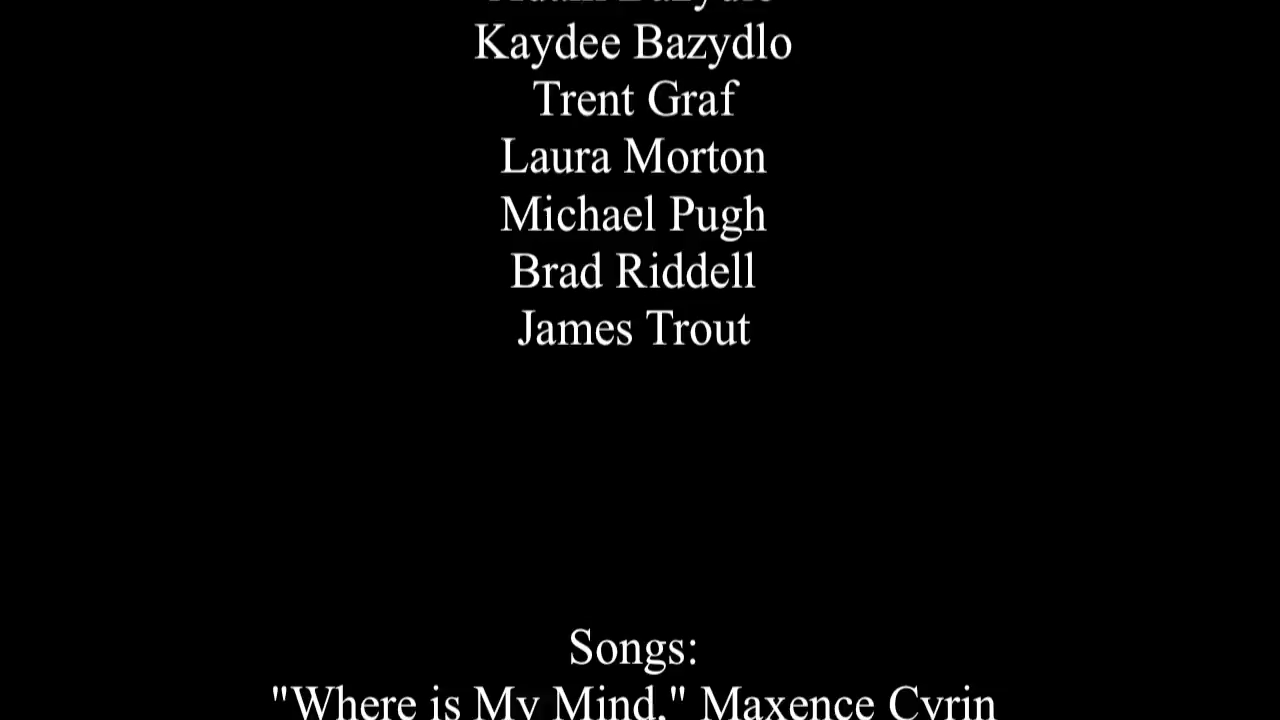 Bazydlo
Kaydee Bazydlo
Trent Graf
Laura Morton
Michael Pugh
Brad Riddell
James Trout
Songs:
"Where is My Mind," Maxence Cyrin